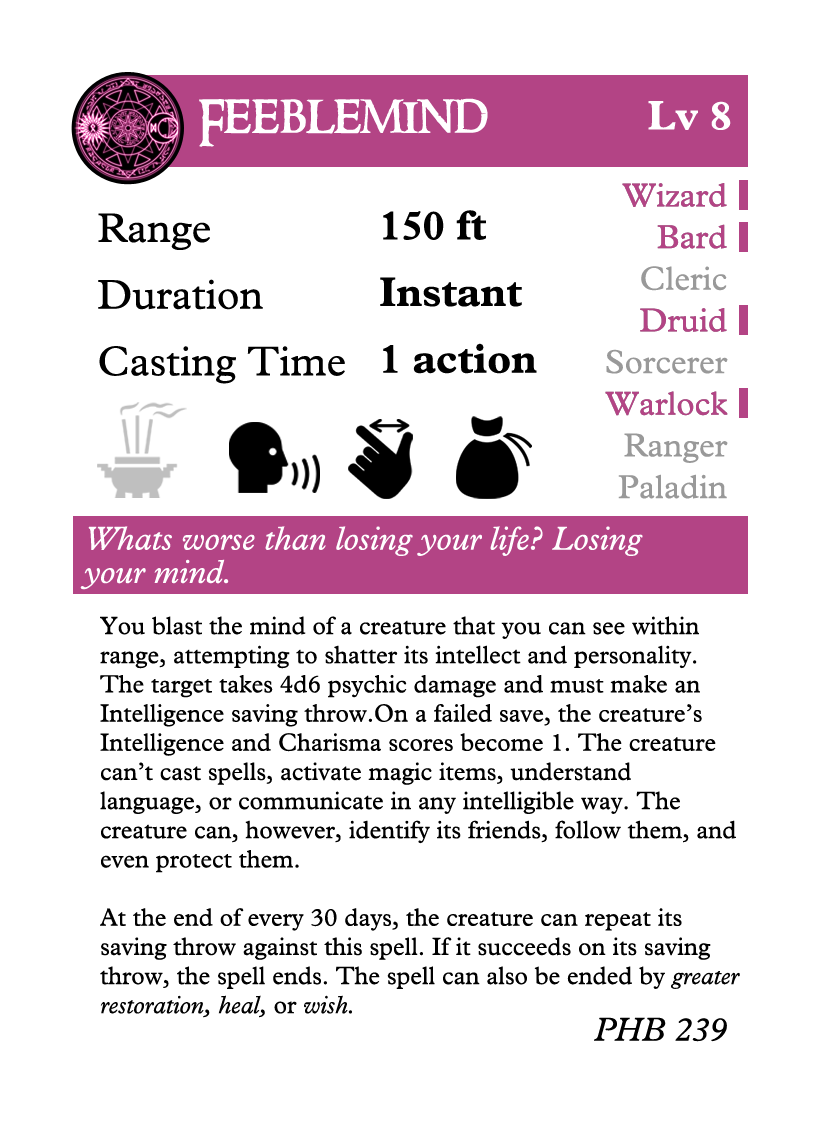 FEEBLEMIND
Lv 8
Range 150 ft
Duration Instant
Casting Time 1 action
Wizard
Bard
Cleric
Druid
Sorcerer
Warlock
Ranger
Paladin
Whats worse than losing your life? Losing
your mind.
You blast the mind of a creature that you can see within
range, attempting to shatter its intellect and personality.
The target takes 4d6 psychic damage and must make an
Intelligence saving throw.On a failed save, the creature’s
Intelligence and Charisma scores become 1. The creature
can’t cast spells, activate magic items, understand
language, or communicate in any intelligible way. The
creature can, however, identify its friends, follow them, and
even protect them.
At the end of every 30 days, the creature can repeat its
saving throw against this spell. If it succeeds on its saving
throw, the spell ends. The spell can also be ended by greater
restoration, heal, or wish.
PHB 239